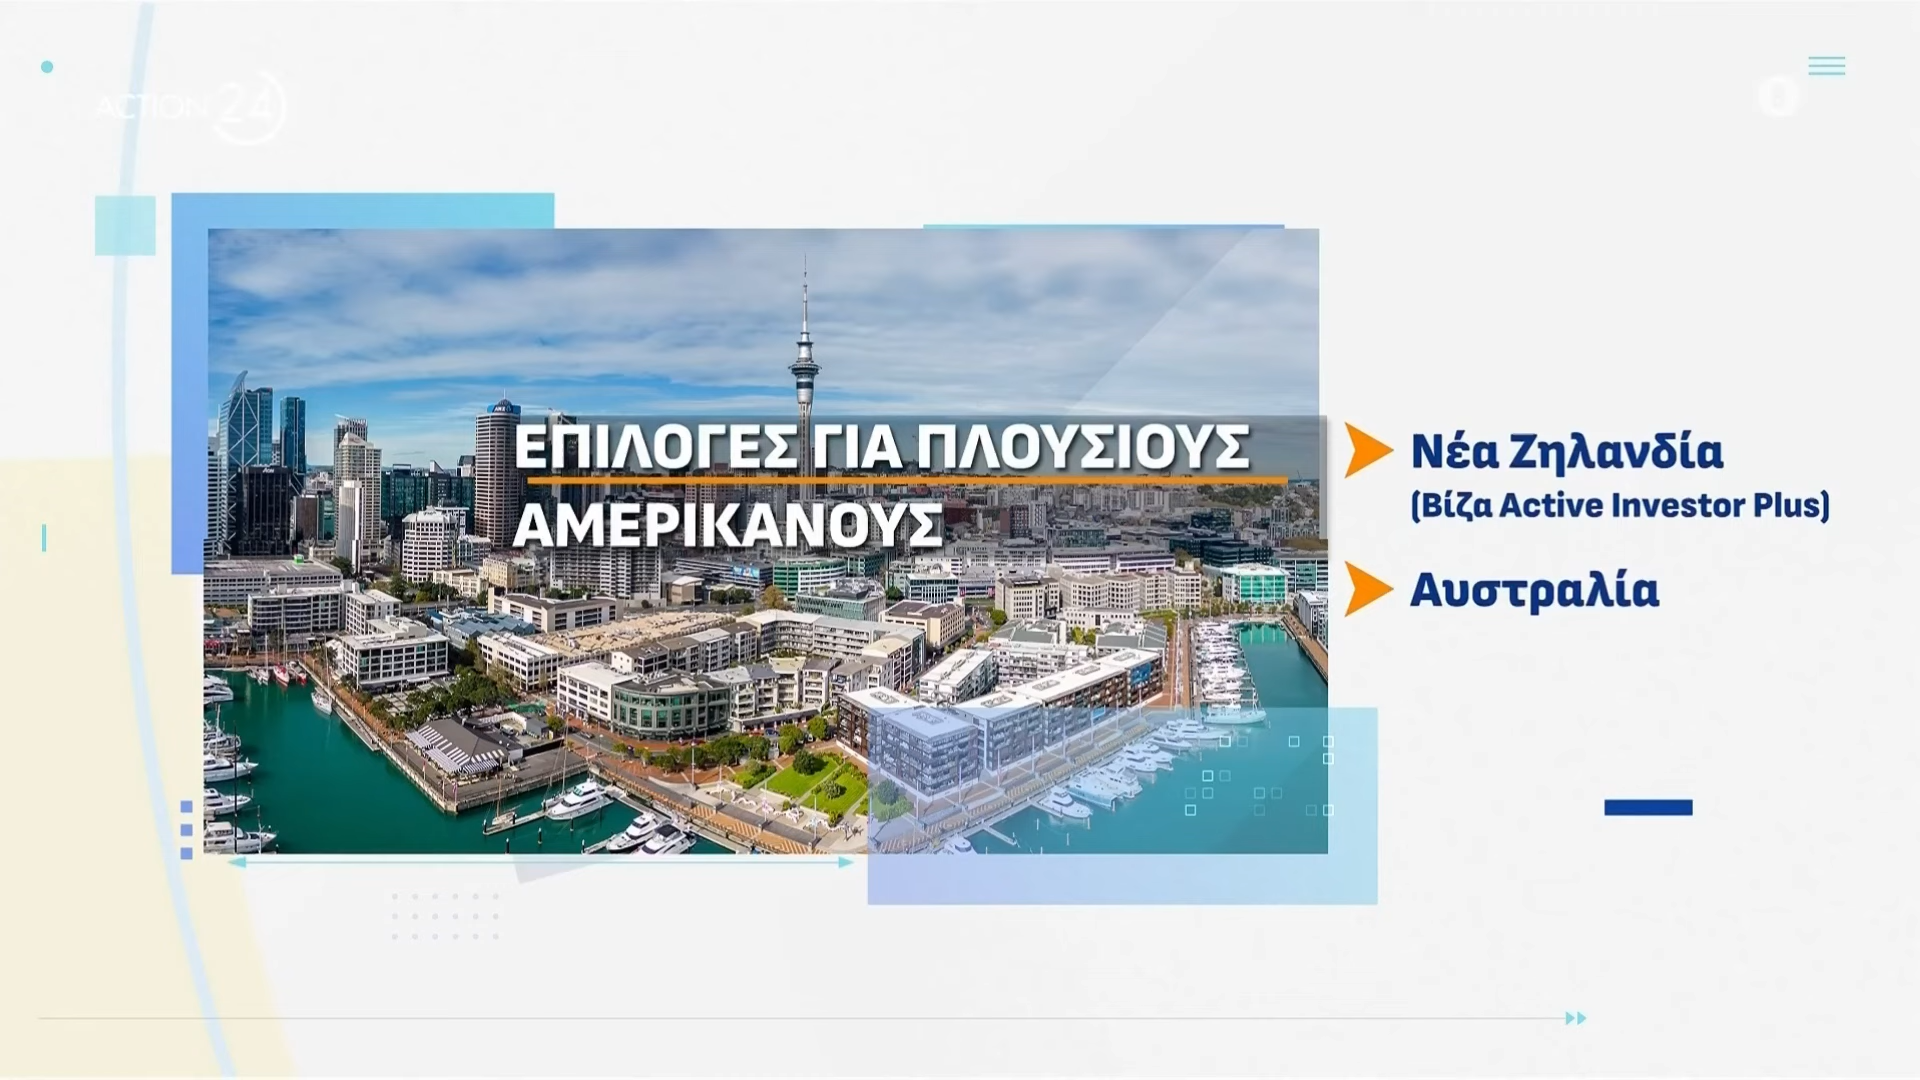 ACTION 24
ΕΠΙΛΟΓΕΣ ΓΙΑ ΠΛΟΥΣΙΟΥΣ
ΑΜΕΡΙΚΑΝΟΥΣ
Νέα Ζηλανδία
(Βίζα Active Investor Plus)
Αυστραλία